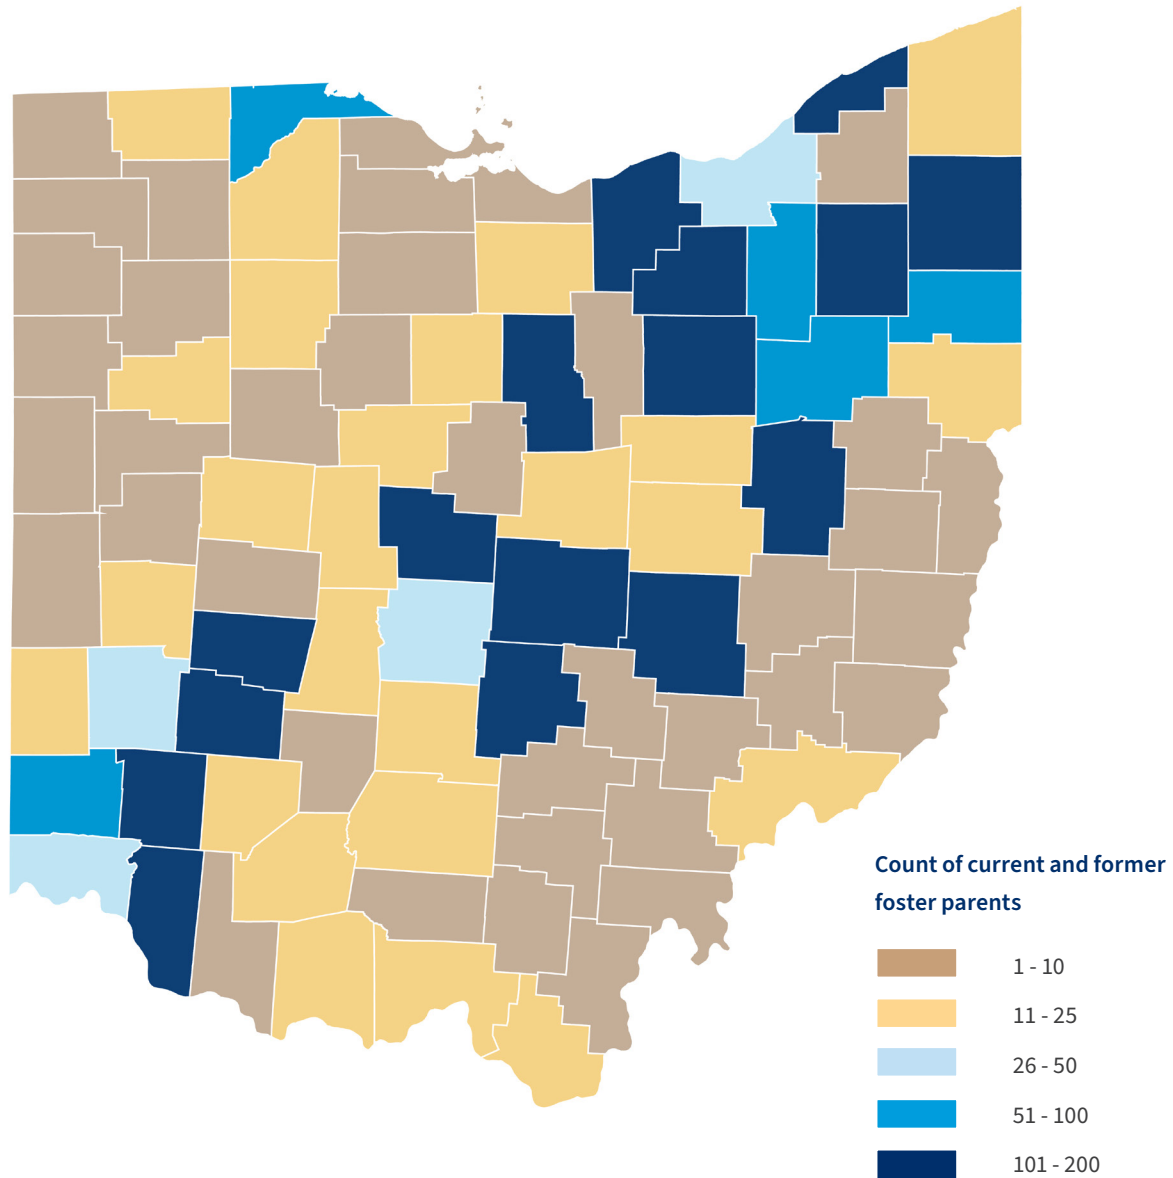 Count of current and former
foster parents
1 - 10
11 - 25
26 - 50
51 - 100
101 - 200